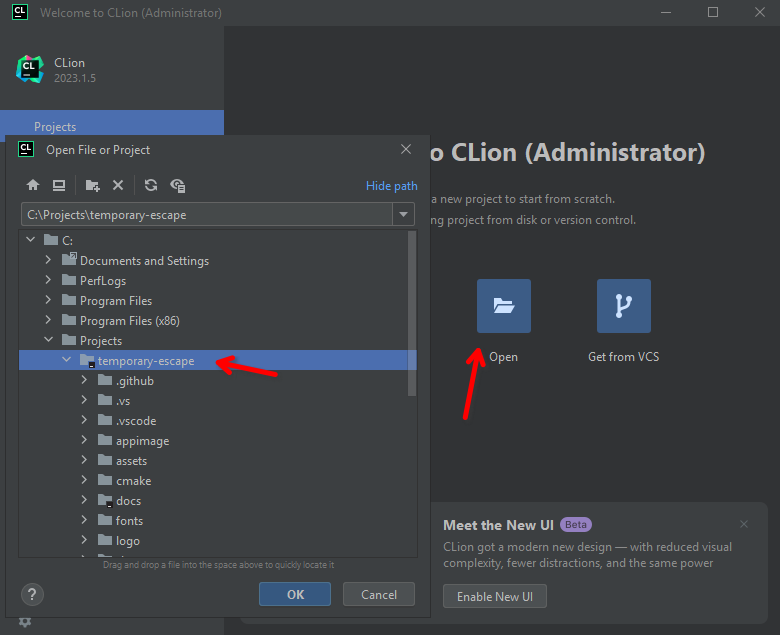 CL Welcome to CLion (Administrator)
CL CLion
2023.1.5
Projects
CL Open File or Project
Hide path
C:\Projects\temporary-escape
C:
Documents and Settings
PerfLogs
Program Files
Program Files (x86)
Projects
temporary-escape
.github
.vs
.vscode
appimage
assets
cmake
docs
fonts
logo
Drag and drop a file into the space above to quickly locate it
? OK Cancel
o CLion (Administrator)
a new project to start from scratch.
ng project from disk or version control.
Open Get from VCS
Meet the New UI Beta
CLion got a modern new design — with reduced visual
complexity, fewer distractions, and the same power
Enable New UI